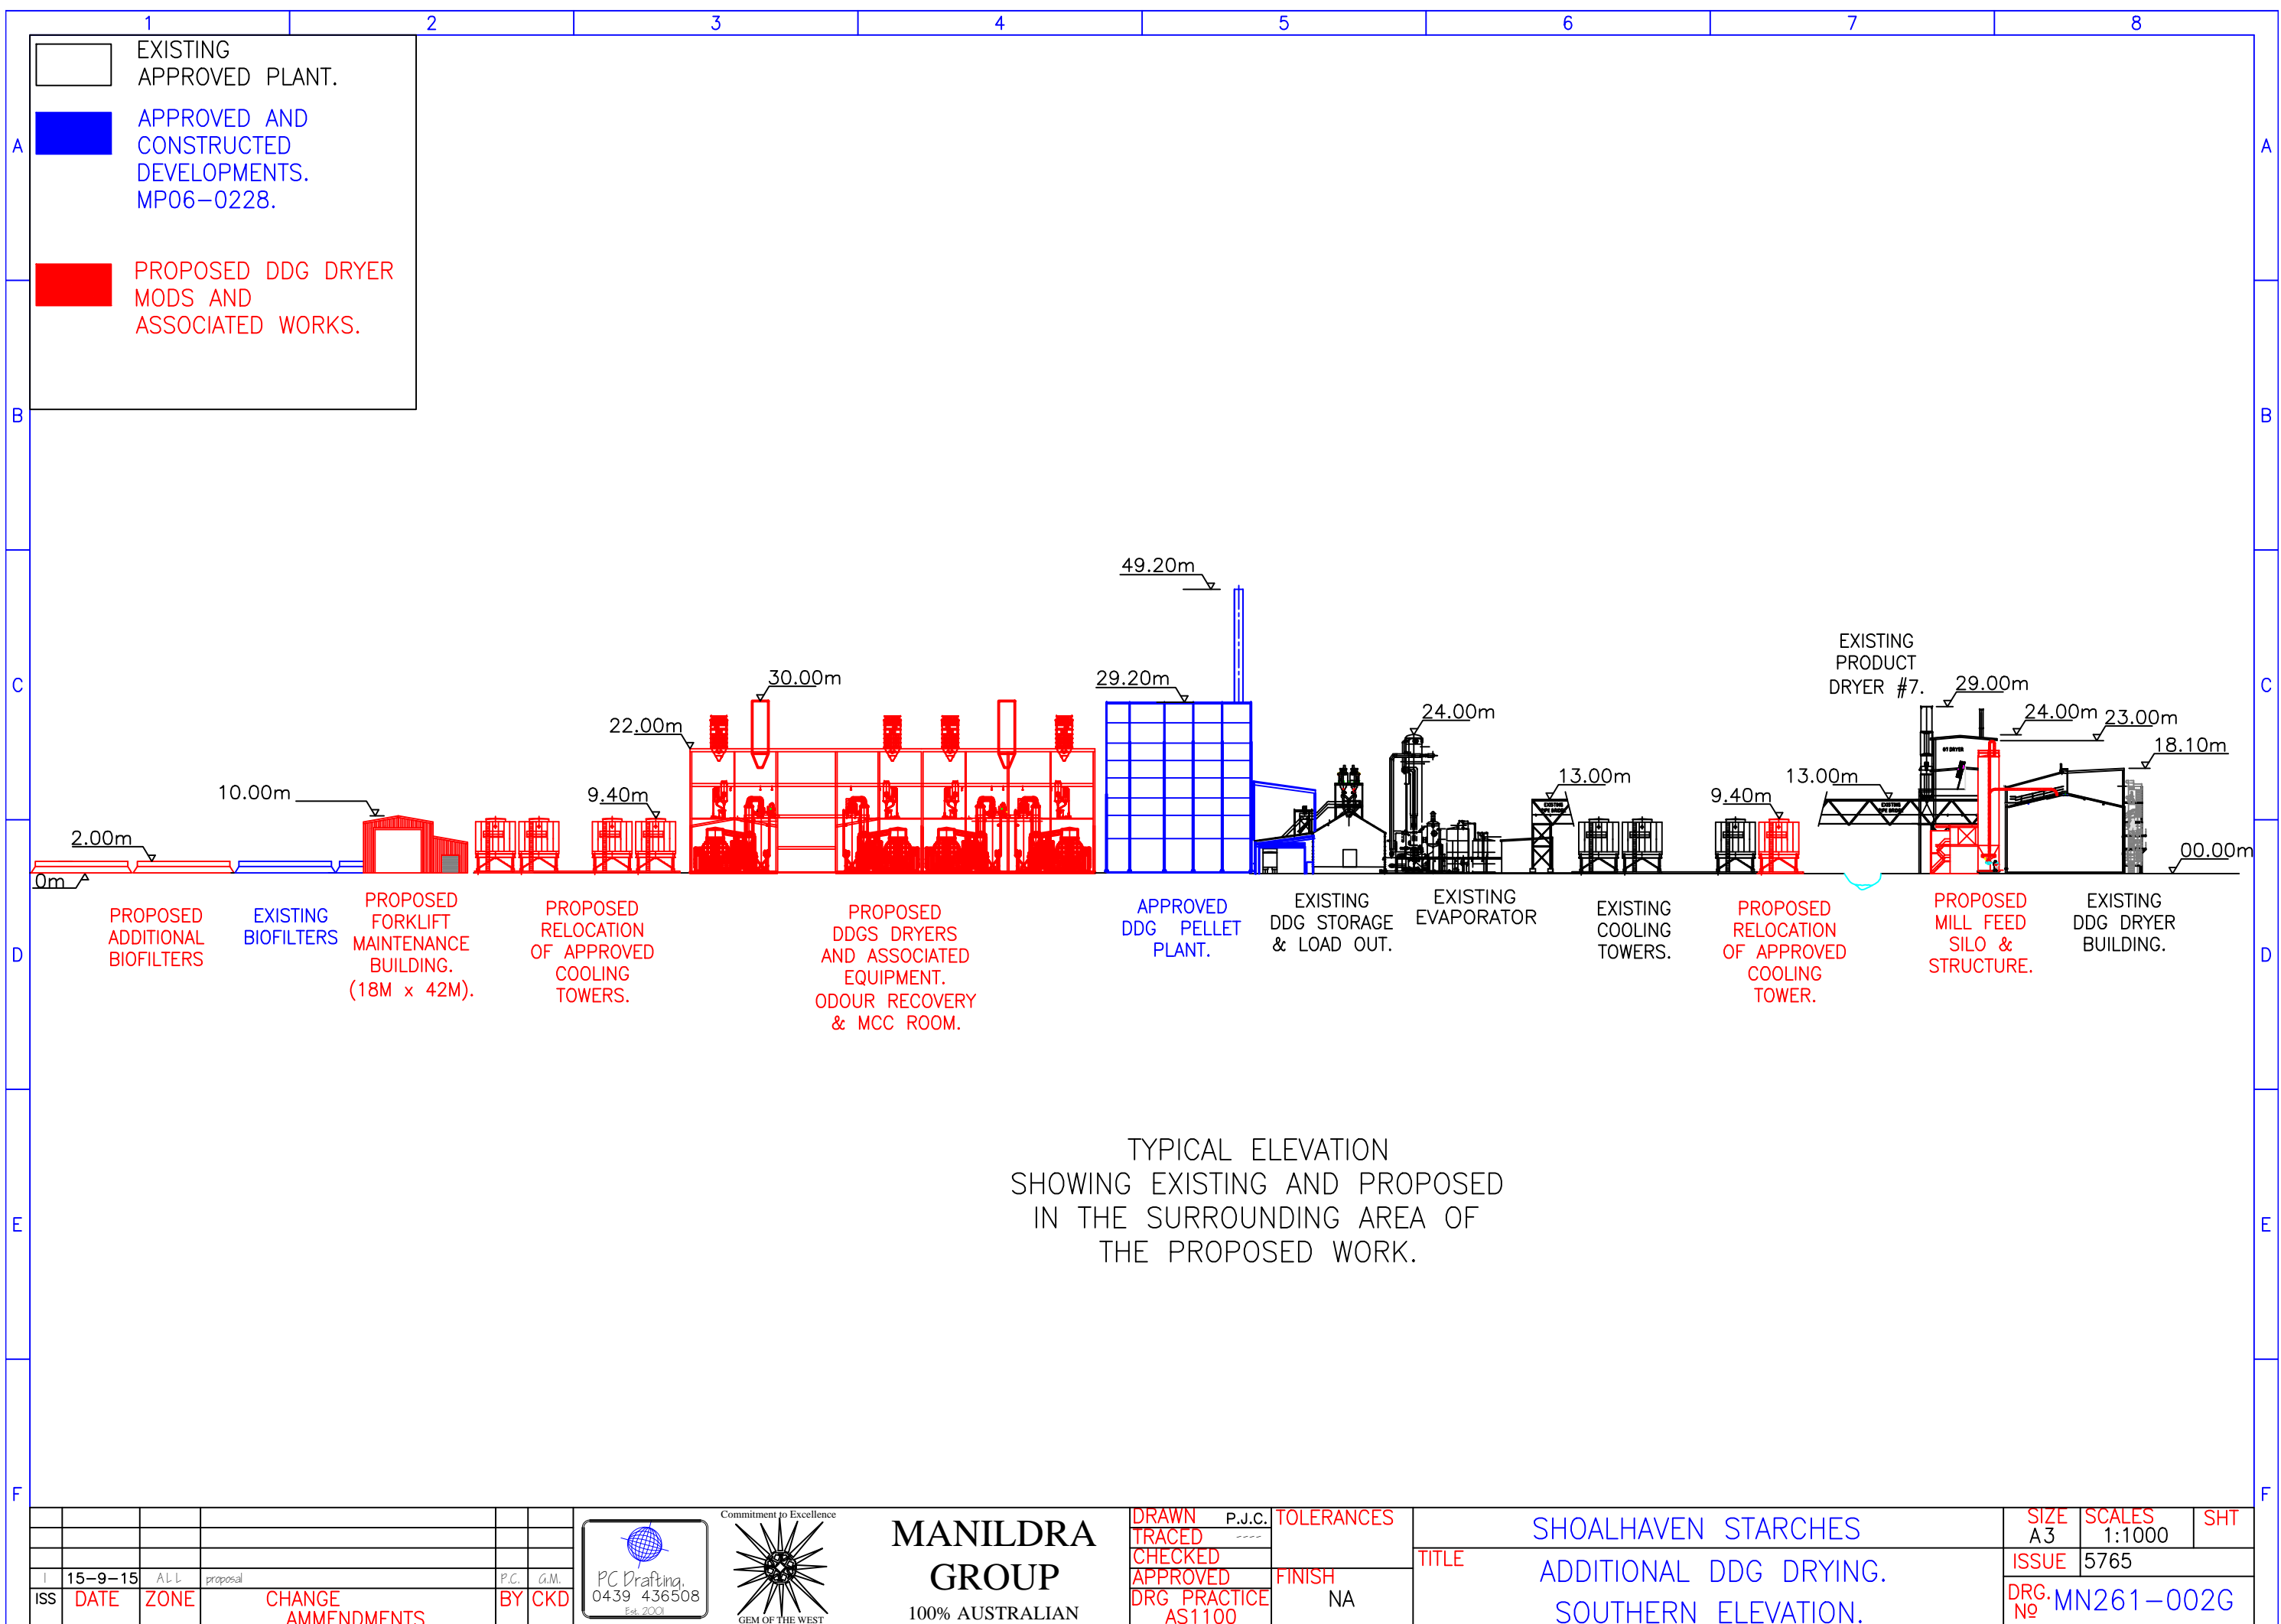 1 2 3 4 5 6 7 8
EXISTING
APPROVED PLANT.
APPROVED AND
CONSTRUCTED
DEVELOPMENTS.
MP06-0228.
PROPOSED DDG DRYER
MODS AND
ASSOCIATED WORKS.
A A
B B
C C
D D
E E
F F
49.20m
EXISTING
PRODUCT
DRYER #7.
30.00m
29.20m
29.00m
22.00m
24.00m
24.00m
23.00m
18.10m
10.00m
9.40m
13.00m
13.00m
9.40m
2.00m
0m
00.00m
EXISTING
EXISTING
PROPOSED
ADDITIONAL
BIOFILTERS
EXISTING
BIOFILTERS
PROPOSED
FORKLIFT
MAINTENANCE
BUILDING.
(18M x 42M).
PROPOSED
RELOCATION
OF APPROVED
COOLING
TOWERS.
PROPOSED
DDGS DRYERS
AND ASSOCIATED
EQUIPMENT.
ODOUR RECOVERY
& MCC ROOM.
APPROVED
DDG PELLET
PLANT.
EXISTING
DDG STORAGE
& LOAD OUT.
EXISTING
EVAPORATOR
EXISTING
COOLING
TOWERS.
PROPOSED
RELOCATION
OF APPROVED
COOLING
TOWER.
PROPOSED
MILL FEED
SILO &
STRUCTURE.
EXISTING
DDG DRYER
BUILDING.
TYPICAL ELEVATION
SHOWING EXISTING AND PROPOSED
IN THE SURROUNDING AREA OF
THE PROPOSED WORK.
1 15-9-15 ALL proposal P.C. G.M.
ISS DATE ZONE CHANGE BY CKD
AMMENDMENTS
PC Drafting.
0439 436508
Est. 2001
Commitment to Excellence
GEM OF THE WEST
MANILDRA
GROUP
100% AUSTRALIAN
DRAWN P.J.C.
TRACED ----
CHECKED
APPROVED
DRG PRACTICE
AS1100
TOLERANCES
FINISH
NA
TITLE
SHOALHAVEN STARCHES
ADDITIONAL DDG DRYING.
SOUTHERN ELEVATION.
SIZE
A3
SCALES
1:1000
SHT
ISSUE 5765
DRG. Nº MN261-002G